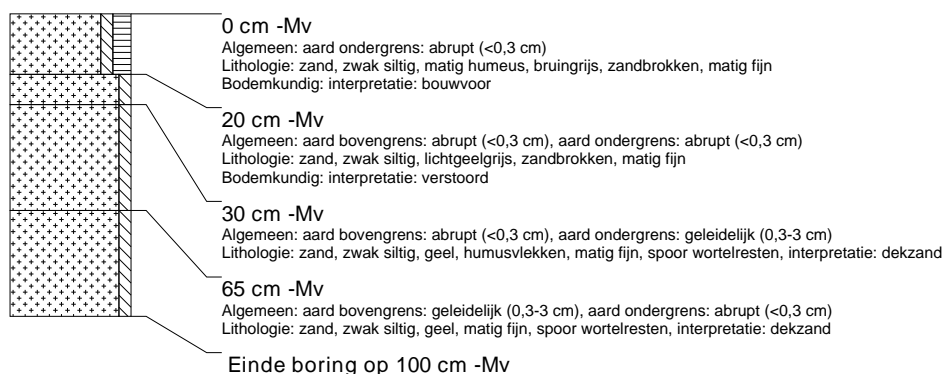 0 cm -Mv
Algemeen: aard ondergrens: abrupt (<0,3 cm)
Lithologie: zand, zwak siltig, matig humeus, bruingrijs, zandbrokken, matig fijn
Bodemkundig: interpretatie: bouwvoor
20 cm -Mv
Algemeen: aard bovengrens: abrupt (<0,3 cm), aard ondergrens: abrupt (<0,3 cm)
Lithologie: zand, zwak siltig, lichtgeelgrijs, zandbrokken, matig fijn
Bodemkundig: interpretatie: verstoord
30 cm -Mv
Algemeen: aard bovengrens: abrupt (<0,3 cm), aard ondergrens: geleidelijk (0,3-3 cm)
Lithologie: zand, zwak siltig, geel, humusvlekken, matig fijn, spoor wortelresten, interpretatie: dekzand
65 cm -Mv
Algemeen: aard bovengrens: geleidelijk (0,3-3 cm), aard ondergrens: abrupt (<0,3 cm)
Lithologie: zand, zwak siltig, geel, matig fijn, spoor wortelresten, interpretatie: dekzand
Einde boring op 100 cm -Mv